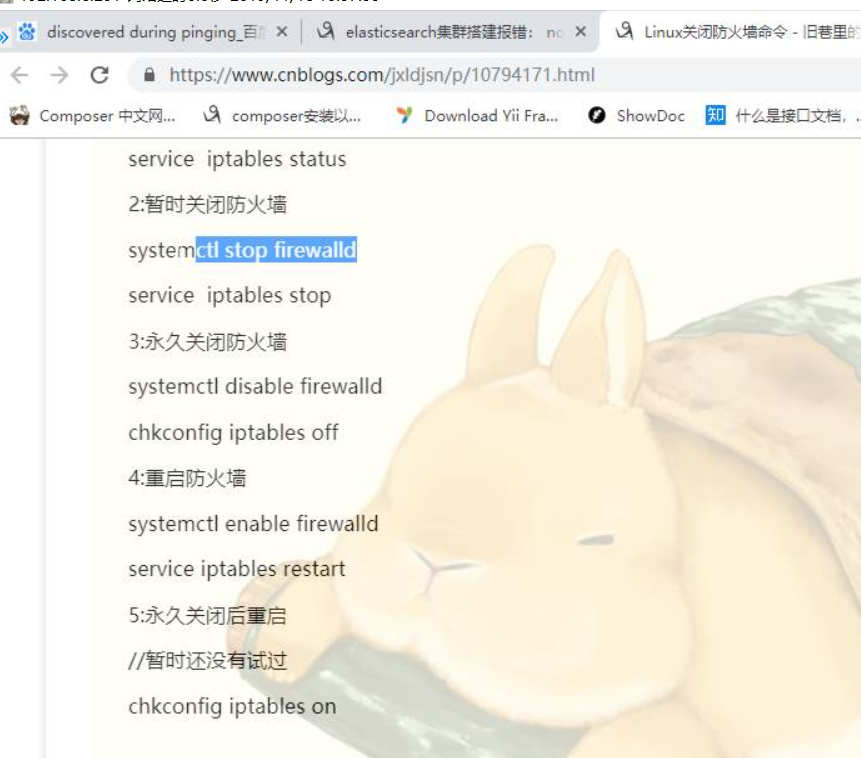 discovered during pinging_百
elasticsearch集群搭建报错： no
Linux关闭防火墙命令 - 旧巷里的
https://www.cnblogs.com/jxldjsn/p/10794171.html
Composer 中文网...
composer安装以...
Download Yii Fra...
ShowDoc
知 什么是接口文档，...
service  iptables status
2:暂时关闭防火墙
systemctl stop firewalld
service  iptables stop
3:永久关闭防火墙
systemctl disable firewalld
chkconfig iptables off
4:重启防火墙
systemctl enable firewalld
service iptables restart
5:永久关闭后重启
//暂时还没有试过
chkconfig iptables on